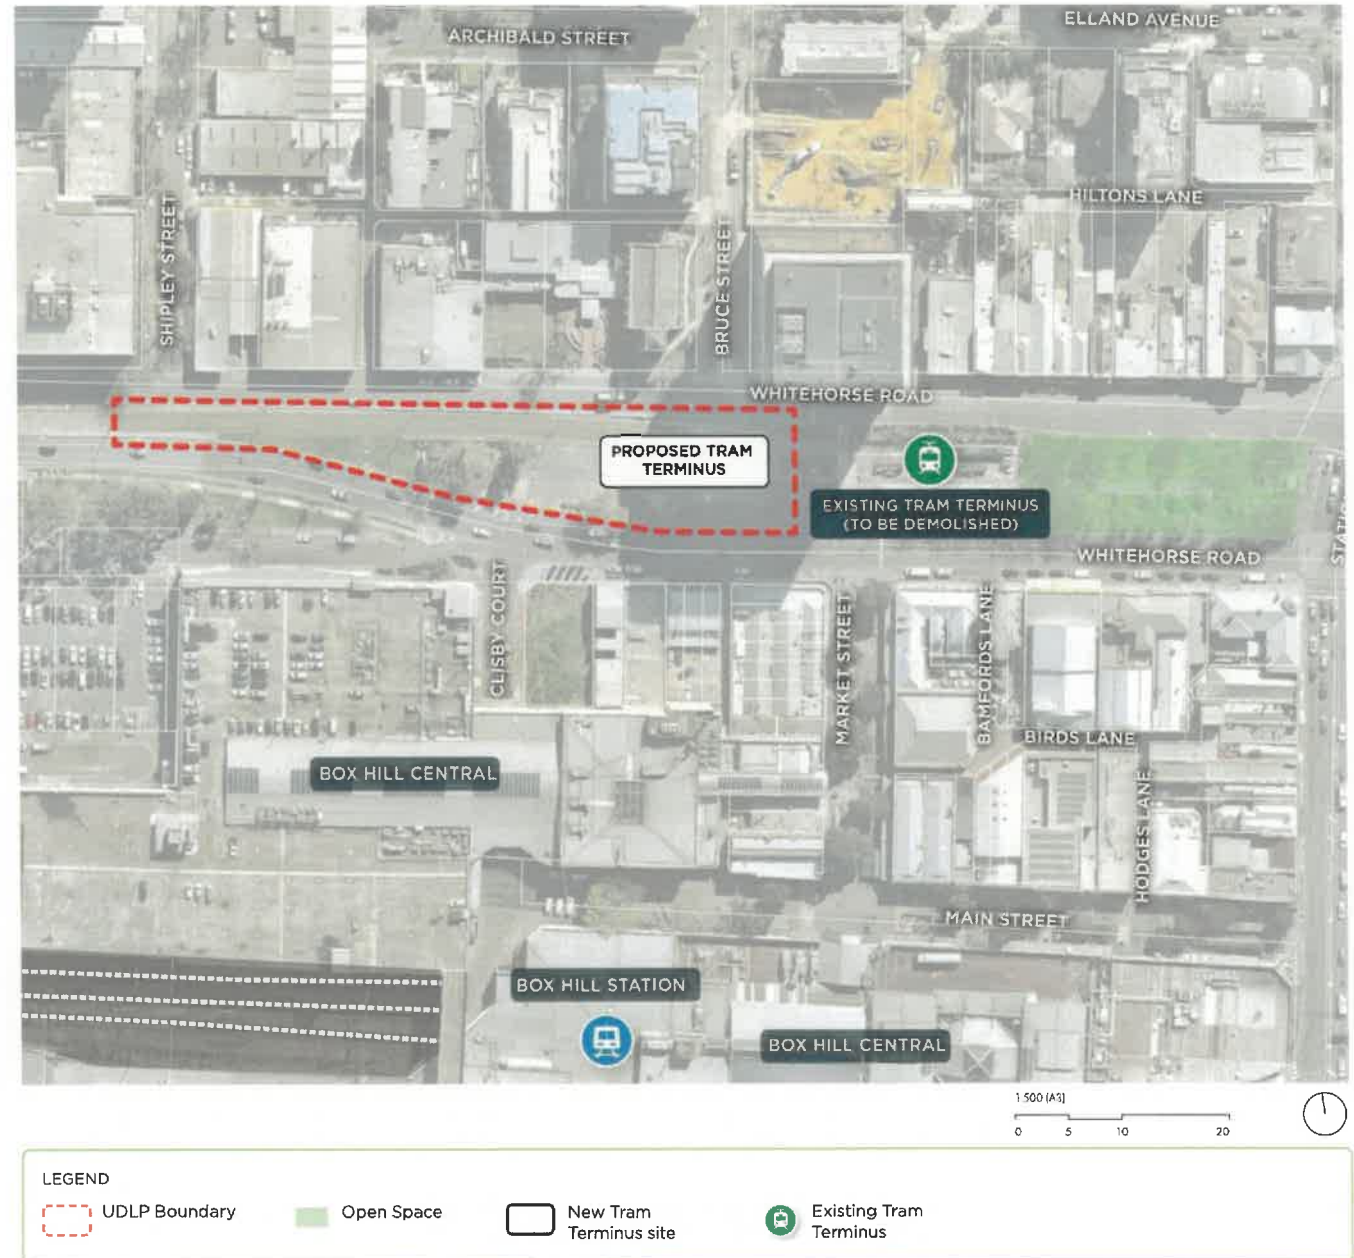 ELLAND AVENUE
ARCHIBALD STREET
HILTONS LANE
SHIPLEY STREET
BRUCE STREET
WHITEHORSE ROAD
PROPOSED TRAM
TERMINUS
EXISTING TRAM TERMINUS
(TO BE DEMOLISHED)
WHITEHORSE ROAD
CLISBY COURT
MARKET STREET
BAMFORDS LANE
BIRDS LANE
BOX HILL CENTRAL
HODGES LANE
MAIN STREET
BOX HILL STATION
BOX HILL CENTRAL
1:500 (A3)
0 5 10 20
LEGEND
UDLP Boundary
Open Space
New Tram
Terminus site
Existing Tram
Terminus